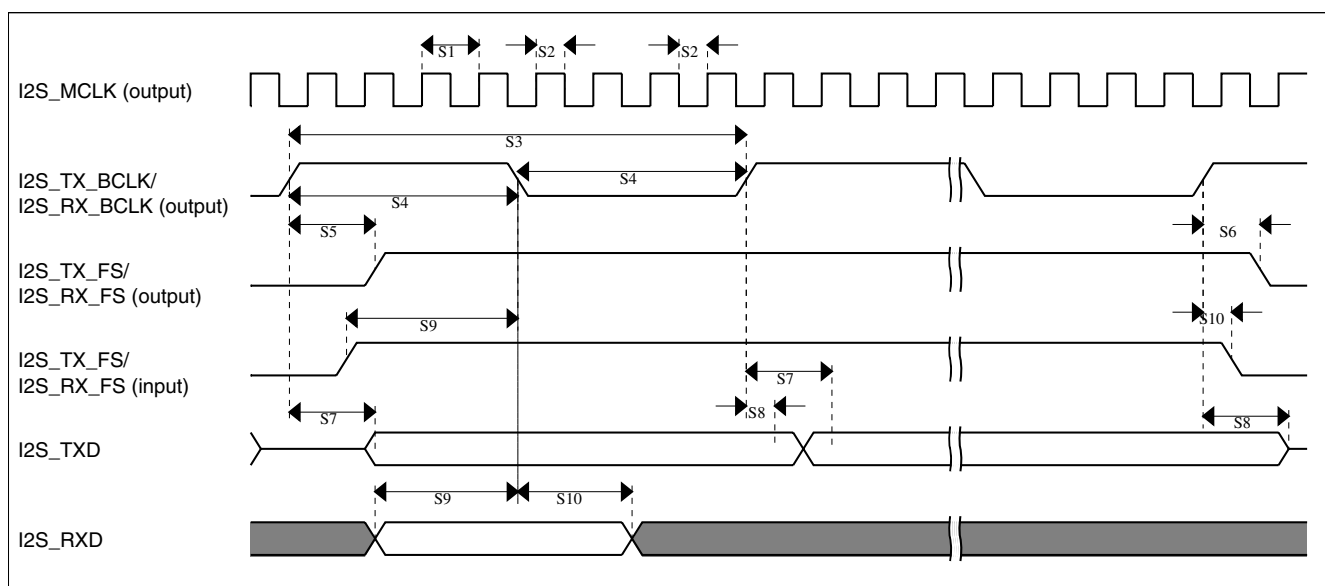 S1
S2
S2
I2S_MCLK (output)
S3
I2S_TX_BCLK/
I2S_RX_BCLK (output)
S4
S4
S5
S6
I2S_TX_FS/
I2S_RX_FS (output)
S9
S10
I2S_TX_FS/
I2S_RX_FS (input)
S7
S7
S8
S8
I2S_TXD
S9
S10
I2S_RXD